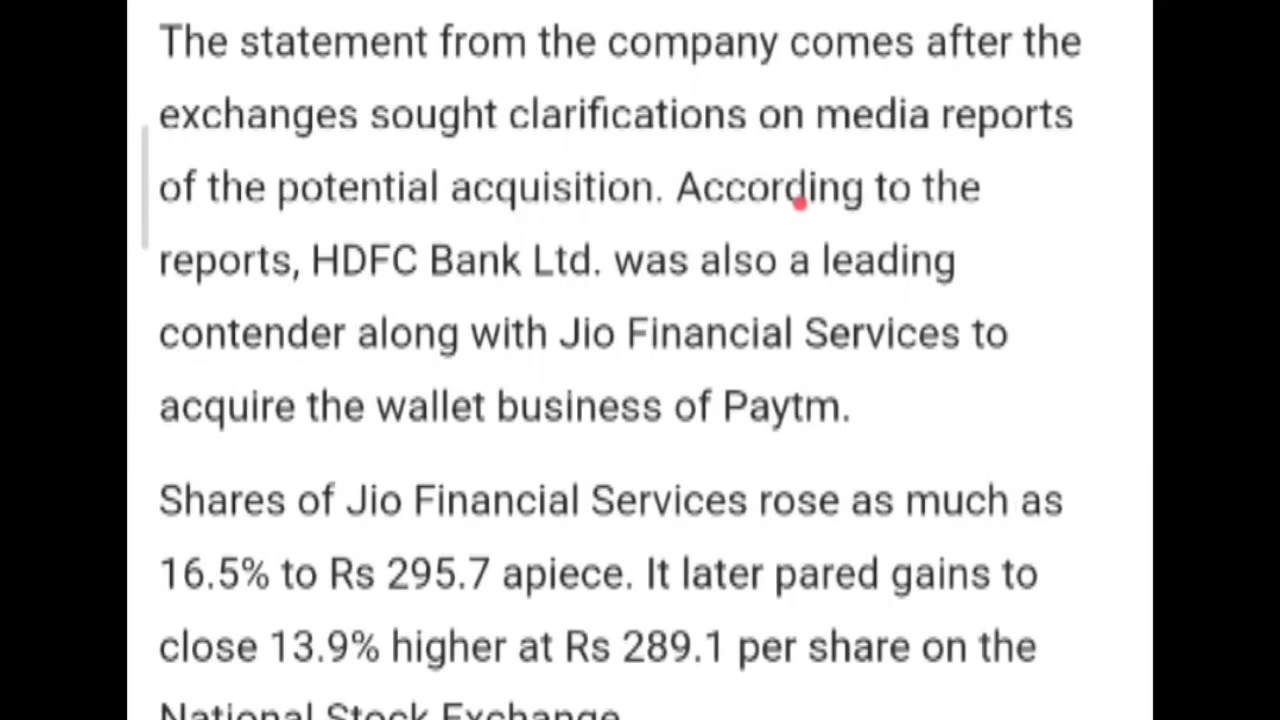 The statement from the company comes after the
exchanges sought clarifications on media reports
of the potential acquisition. According to the
reports, HDFC Bank Ltd. was also a leading
contender along with Jio Financial Services to
acquire the wallet business of Paytm.
Shares of Jio Financial Services rose as much as
16.5% to Rs 295.7 apiece. It later pared gains to
close 13.9% higher at Rs 289.1 per share on the
National Stock Exchange.